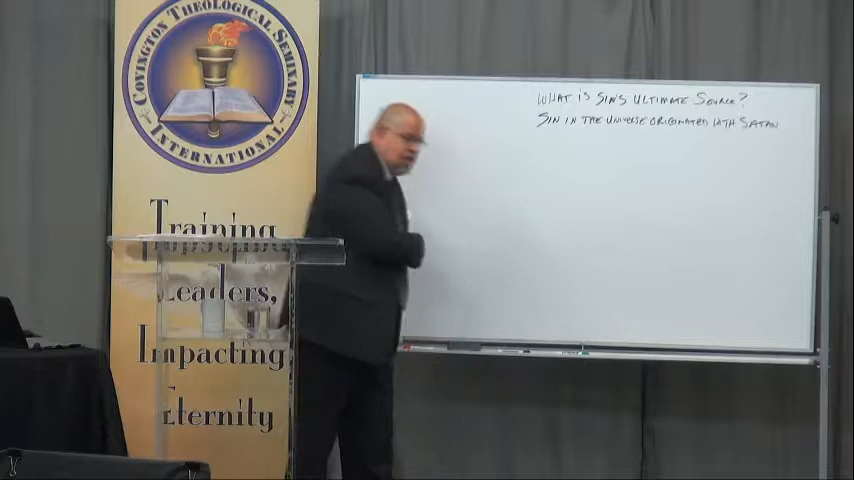 COVINGTON THEOLOGICAL SEMINARY
INTERNATIONAL
Training
Leaders,
Impacting
Eternity
WHAT IS SIN'S ULTIMATE SOURCE?
SIN IN THE UNIVERSE ORIGINATED WITH SATAN